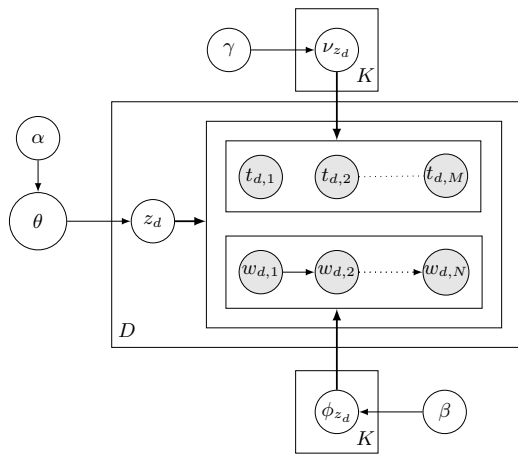 γ ν_{z_d} K
α
t_{d,1} t_{d,2} t_{d,M}
θ z_d
w_{d,1} w_{d,2} w_{d,N}
D
ϕ_{z_d} β
K